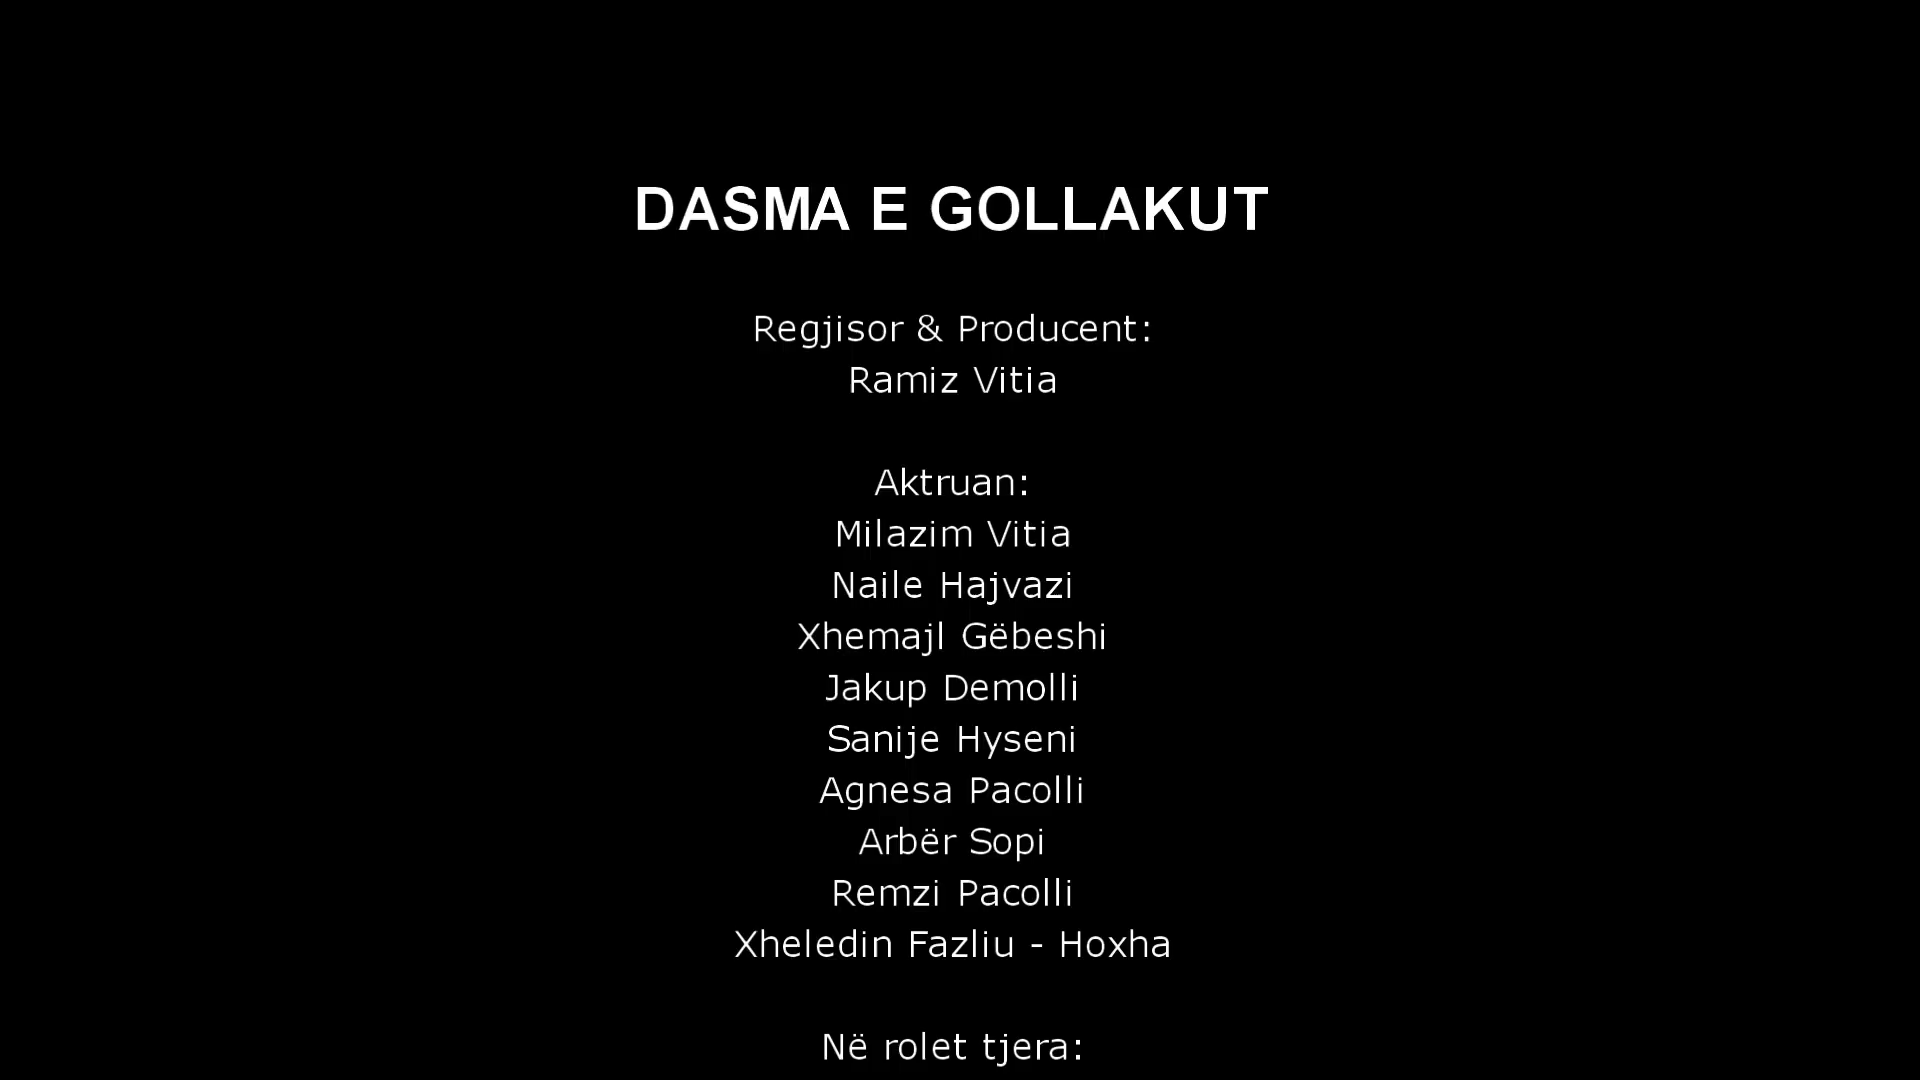 DASMA E GOLLAKUT
Regjisor & Producent:
Ramiz Vitia
Aktruan:
Milazim Vitia
Naile Hajvazi
Xhemajl Gëbeshi
Jakup Demolli
Sanije Hyseni
Agnesa Pacolli
Arbër Sopi
Remzi Pacolli
Xheledin Fazliu - Hoxha
Në rolet tjera: